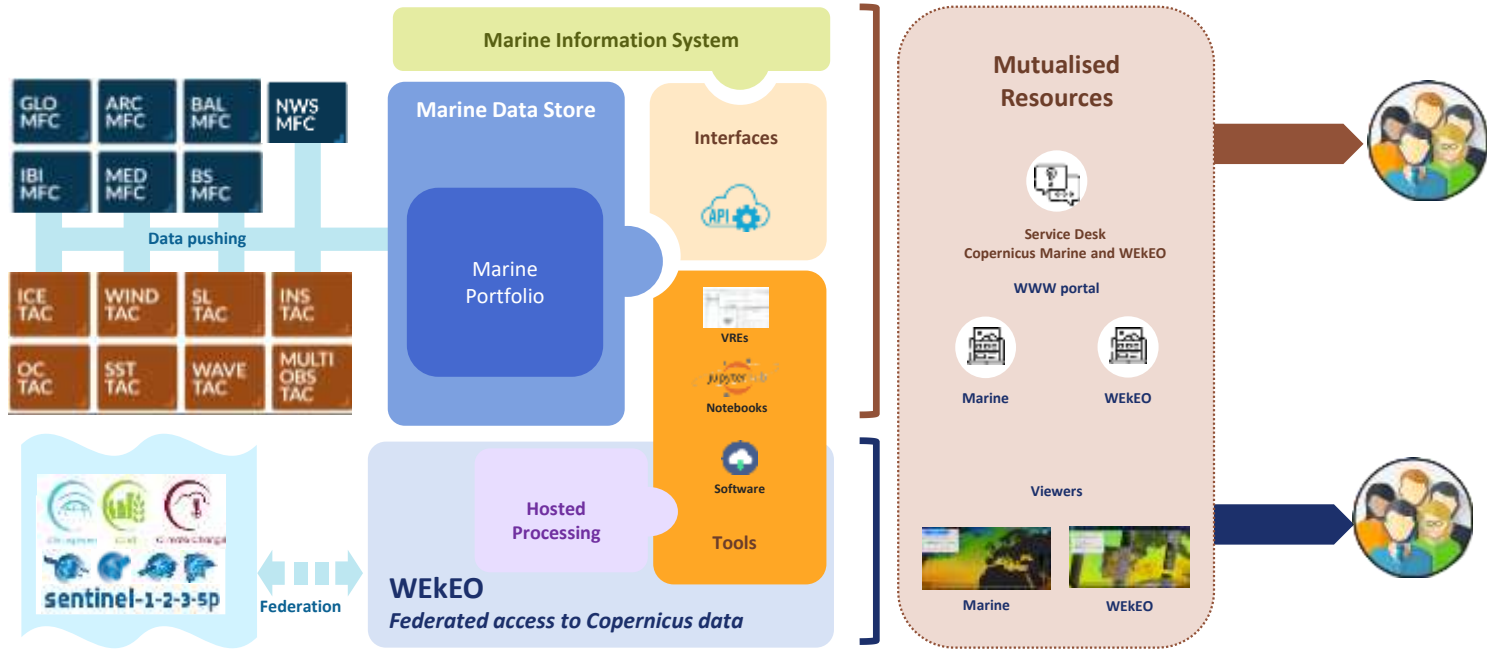 Marine Information System
GLO
MFC
ARC
MFC
BAL
MFC
NWS
MFC
IBI
MFC
MED
MFC
BS
MFC
Data pushing
ICE
TAC
WIND
TAC
SL
TAC
INS
TAC
OC
TAC
SST
TAC
WAVE
TAC
MULTI
OBS
TAC
Marine Data Store
Marine
Portfolio
Interfaces
API
VREs
jupyter
Notebooks
Software
Tools
Hosted
Processing
WEkEO
Federated access to Copernicus data
sentinel-1-2-3-5p
Federation
Mutualised
Resources
Service Desk
Copernicus Marine and WEkEO
WWW portal
Marine
WEkEO
Viewers
Marine
WEkEO